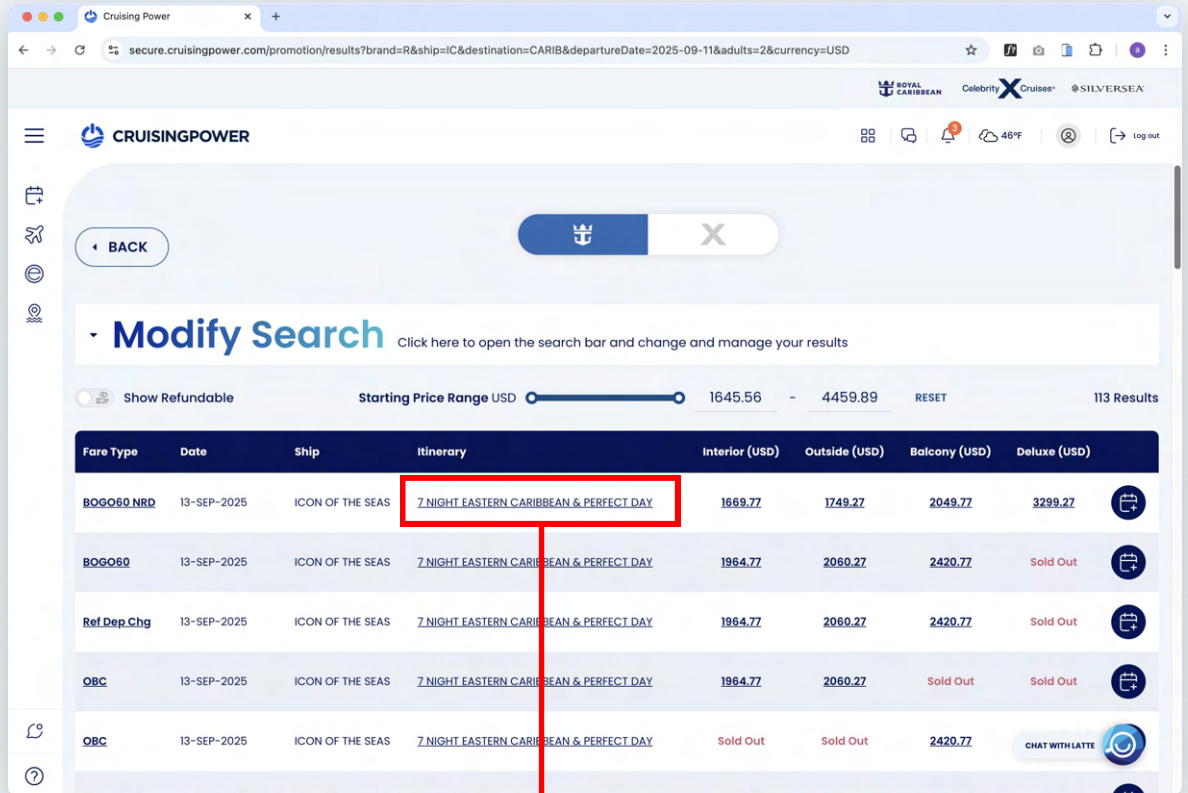 Cruising Power
secure.cruisingpower.com/promotion/results?brand=R&ship=IC&destination=CARIB&departureDate=2025-09-11&adults=2&currency=USD
a
ROYAL CARIBBEAN Celebrity X Cruises® SILVERSEA
CRUISINGPOWER 3 46°F Log out
BACK X
Modify Search Click here to open the search bar and change and manage your results
Show Refundable Starting Price Range USD 1645.56 - 4459.89 RESET 113 Results
Fare Type Date Ship Itinerary Interior (USD) Outside (USD) Balcony (USD) Deluxe (USD)
BOGO60 NRD 13-SEP-2025 ICON OF THE SEAS 7 NIGHT EASTERN CARIBBEAN & PERFECT DAY 1669.77 1749.27 2049.77 3299.27
BOGO60 13-SEP-2025 ICON OF THE SEAS 7 NIGHT EASTERN CARIBBEAN & PERFECT DAY 1964.77 2060.27 2420.77 Sold Out
Ref Dep Chg 13-SEP-2025 ICON OF THE SEAS 7 NIGHT EASTERN CARIBBEAN & PERFECT DAY 1964.77 2060.27 2420.77 Sold Out
OBC 13-SEP-2025 ICON OF THE SEAS 7 NIGHT EASTERN CARIBBEAN & PERFECT DAY 1964.77 2060.27 Sold Out Sold Out
OBC 13-SEP-2025 ICON OF THE SEAS 7 NIGHT EASTERN CARIBBEAN & PERFECT DAY Sold Out Sold Out 2420.77 CHAT WITH LATTE